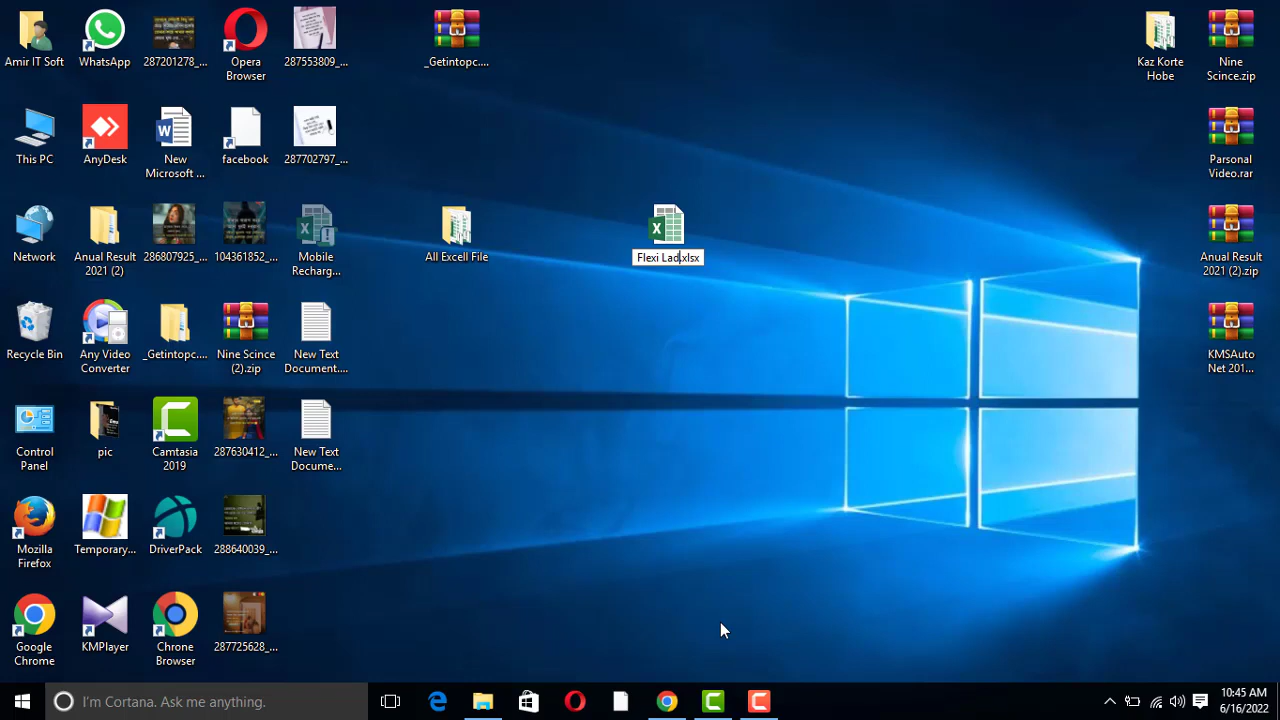 Amir IT Soft
WhatsApp
287201278_...
Opera
Browser
287553809_...
_Getintopc....
Kaz Korte
Hobe
Nine
Scince.zip
This PC
AnyDesk
New
Microsoft ...
facebook
287702797_...
Parsonal
Video.rar
Network
Anual Result
2021 (2)
286807925_...
104361852_...
Mobile
Recharg...
All Excell File
Flexi Lad.xlsx
Anual Result
2021 (2).zip
Recycle Bin
Any Video
Converter
_Getintopc....
Nine Scince
(2).zip
New Text
Document....
KMSAuto
Net 201...
Control
Panel
pic
Camtasia
2019
287630412_...
New Text
Docume...
Mozilla
Firefox
Temporary...
DriverPack
288640039_...
Google
Chrome
KMPlayer
Chrone
Browser
287725628_...
I'm Cortana. Ask me anything.
10:45 AM
6/16/2022